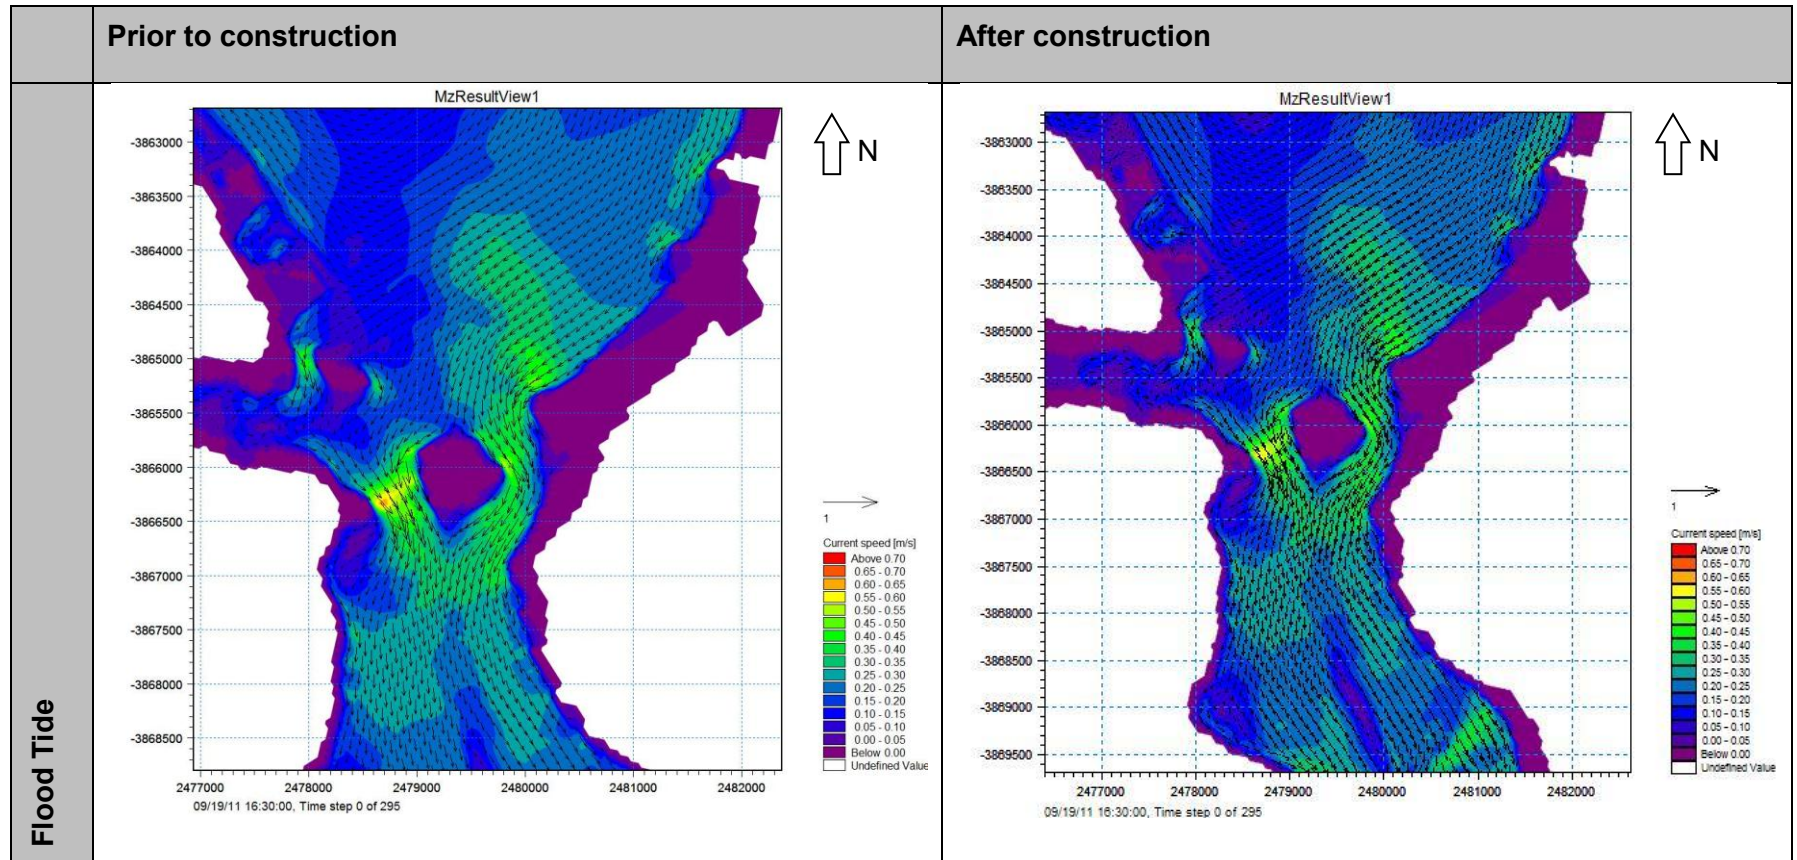 Prior to construction
After construction
Flood Tide
MzResultView1
N
-3863000
-3863500
-3864000
-3864500
-3865000
-3865500
-3866000
-3866500
-3867000
-3867500
-3868000
-3868500
2477000 2478000 2479000 2480000 2481000 2482000
09/19/11 16:30:00, Time step 0 of 295
1
Current speed [m/s]
Above 0.70
0.65 - 0.70
0.60 - 0.65
0.55 - 0.60
0.50 - 0.55
0.45 - 0.50
0.40 - 0.45
0.35 - 0.40
0.30 - 0.35
0.25 - 0.30
0.20 - 0.25
0.15 - 0.20
0.10 - 0.15
0.05 - 0.10
0.00 - 0.05
Below 0.00
Undefined Value
MzResultView1
N
-3863000
-3863500
-3864000
-3864500
-3865000
-3865500
-3866000
-3866500
-3867000
-3867500
-3868000
-3868500
-3869000
-3869500
2477000 2478000 2479000 2480000 2481000 2482000
09/19/11 16:30:00, Time step 0 of 295
1
Current speed [m/s]
Above 0.70
0.65 - 0.70
0.60 - 0.65
0.55 - 0.60
0.50 - 0.55
0.45 - 0.50
0.40 - 0.45
0.35 - 0.40
0.30 - 0.35
0.25 - 0.30
0.20 - 0.25
0.15 - 0.20
0.10 - 0.15
0.05 - 0.10
0.00 - 0.05
Below 0.00
Undefined Value